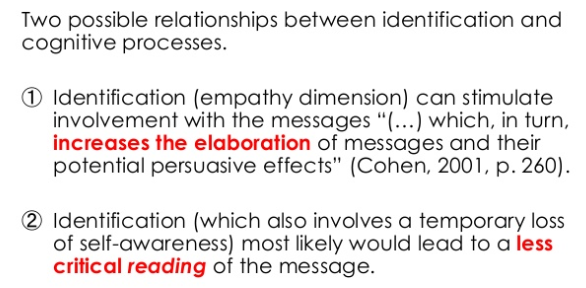 Two possible relationships between identification and
cognitive processes.
① Identification (empathy dimension) can stimulate
involvement with the messages “(...) which, in turn,
increases the elaboration of messages and their
potential persuasive effects” (Cohen, 2001, p. 260).
② Identification (which also involves a temporary loss
of self-awareness) most likely would lead to a less
critical reading of the message.